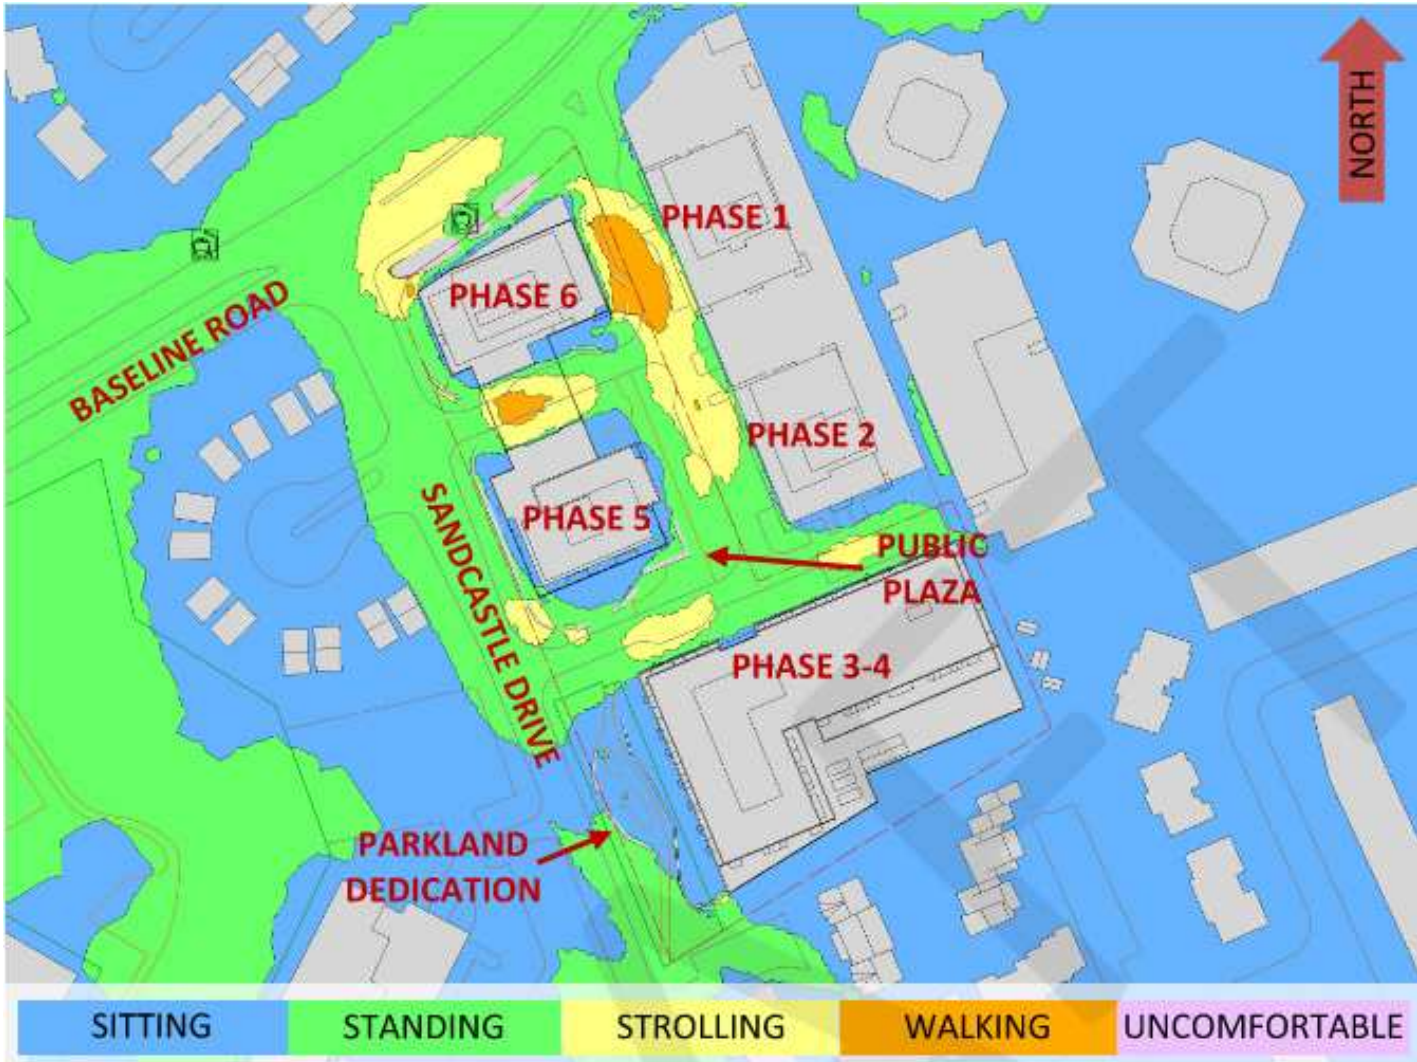 NORTH
PHASE 1
PHASE 6
BASELINE ROAD
PHASE 2
SANDCASTLE DRIVE
PHASE 5
PUBLIC
PLAZA
PHASE 3-4
PARKLAND
DEDICATION
SITTING
STANDING
STROLLING
WALKING
UNCOMFORTABLE